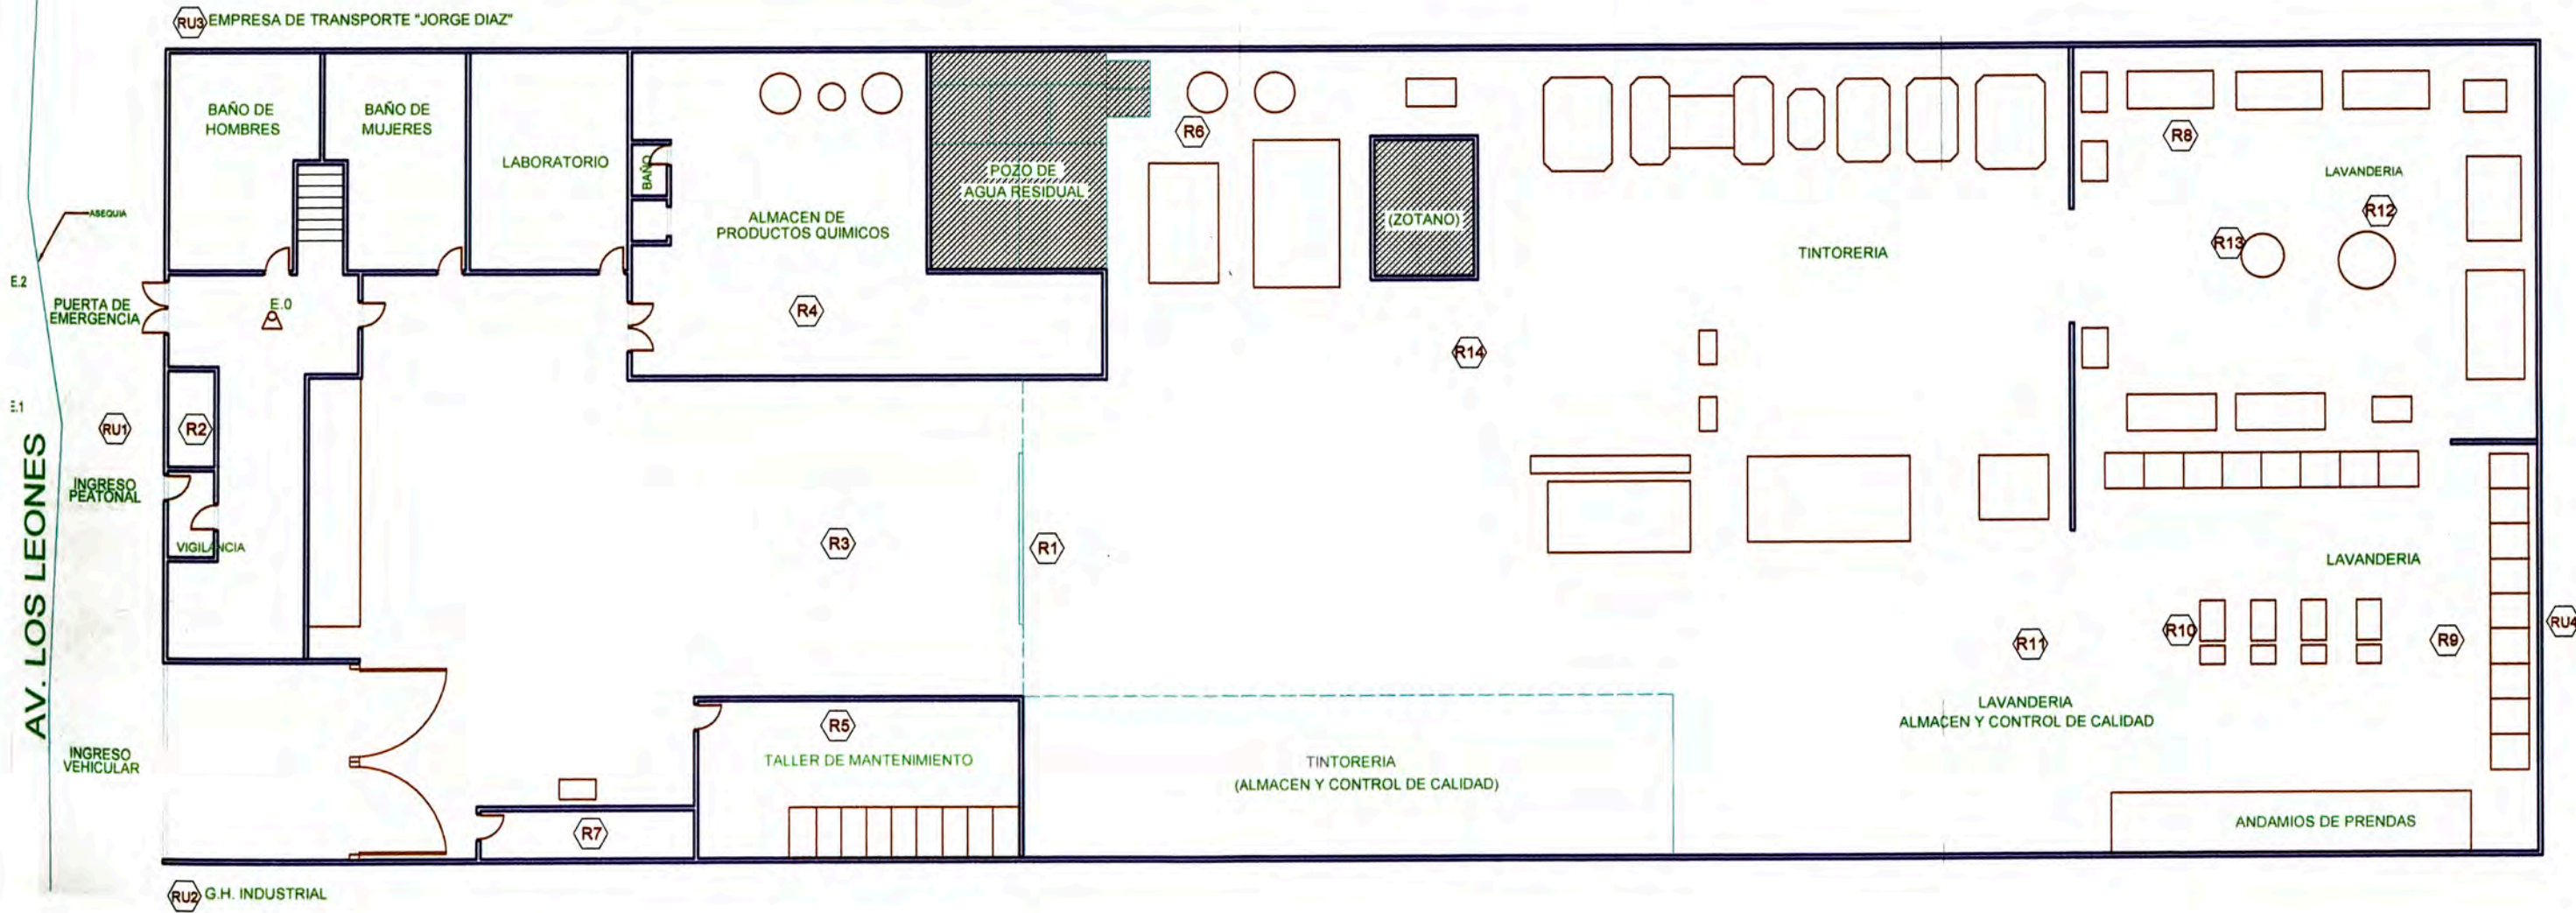 RU3 EMPRESA DE TRANSPORTE "JORGE DIAZ"
BAÑO DE
HOMBRES
BAÑO DE
MUJERES
LABORATORIO
BAÑO
ALMACEN DE
PRODUCTOS QUIMICOS
POZO DE
AGUA RESIDUAL
R6
(ZOTANO)
TINTORERIA
R8
LAVANDERIA
R12
R13
ASEQUIA
E.2
PUERTA DE
EMERGENCIA
E.0
R4
R14
E.1
RU1
R2
AV. LOS LEONES
INGRESO
PEATONAL
VIGILANCIA
R3
R1
LAVANDERIA
R11
R10
R9
RU4
INGRESO
VEHICULAR
R5
TALLER DE MANTENIMIENTO
R7
TINTORERIA
(ALMACEN Y CONTROL DE CALIDAD)
LAVANDERIA
ALMACEN Y CONTROL DE CALIDAD
ANDAMIOS DE PRENDAS
RU2 G.H. INDUSTRIAL